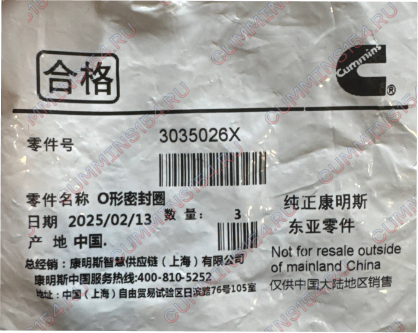 合格
Cummins
®
零件号 3035026X
零件名称 O形密封圈
日期 2025/02/13 数量: 3
产 地 中国.
纯正康明斯
东亚零件
Not for resale outside
of mainland China
仅供中国大陆地区销售
总经销: 康明斯智慧供应链(上海)有限公司
康明斯中国服务热线:400-810-5252
地址: 中国(上海)自由贸易试验区日滨路76号105室
CUMMINSTK.RU